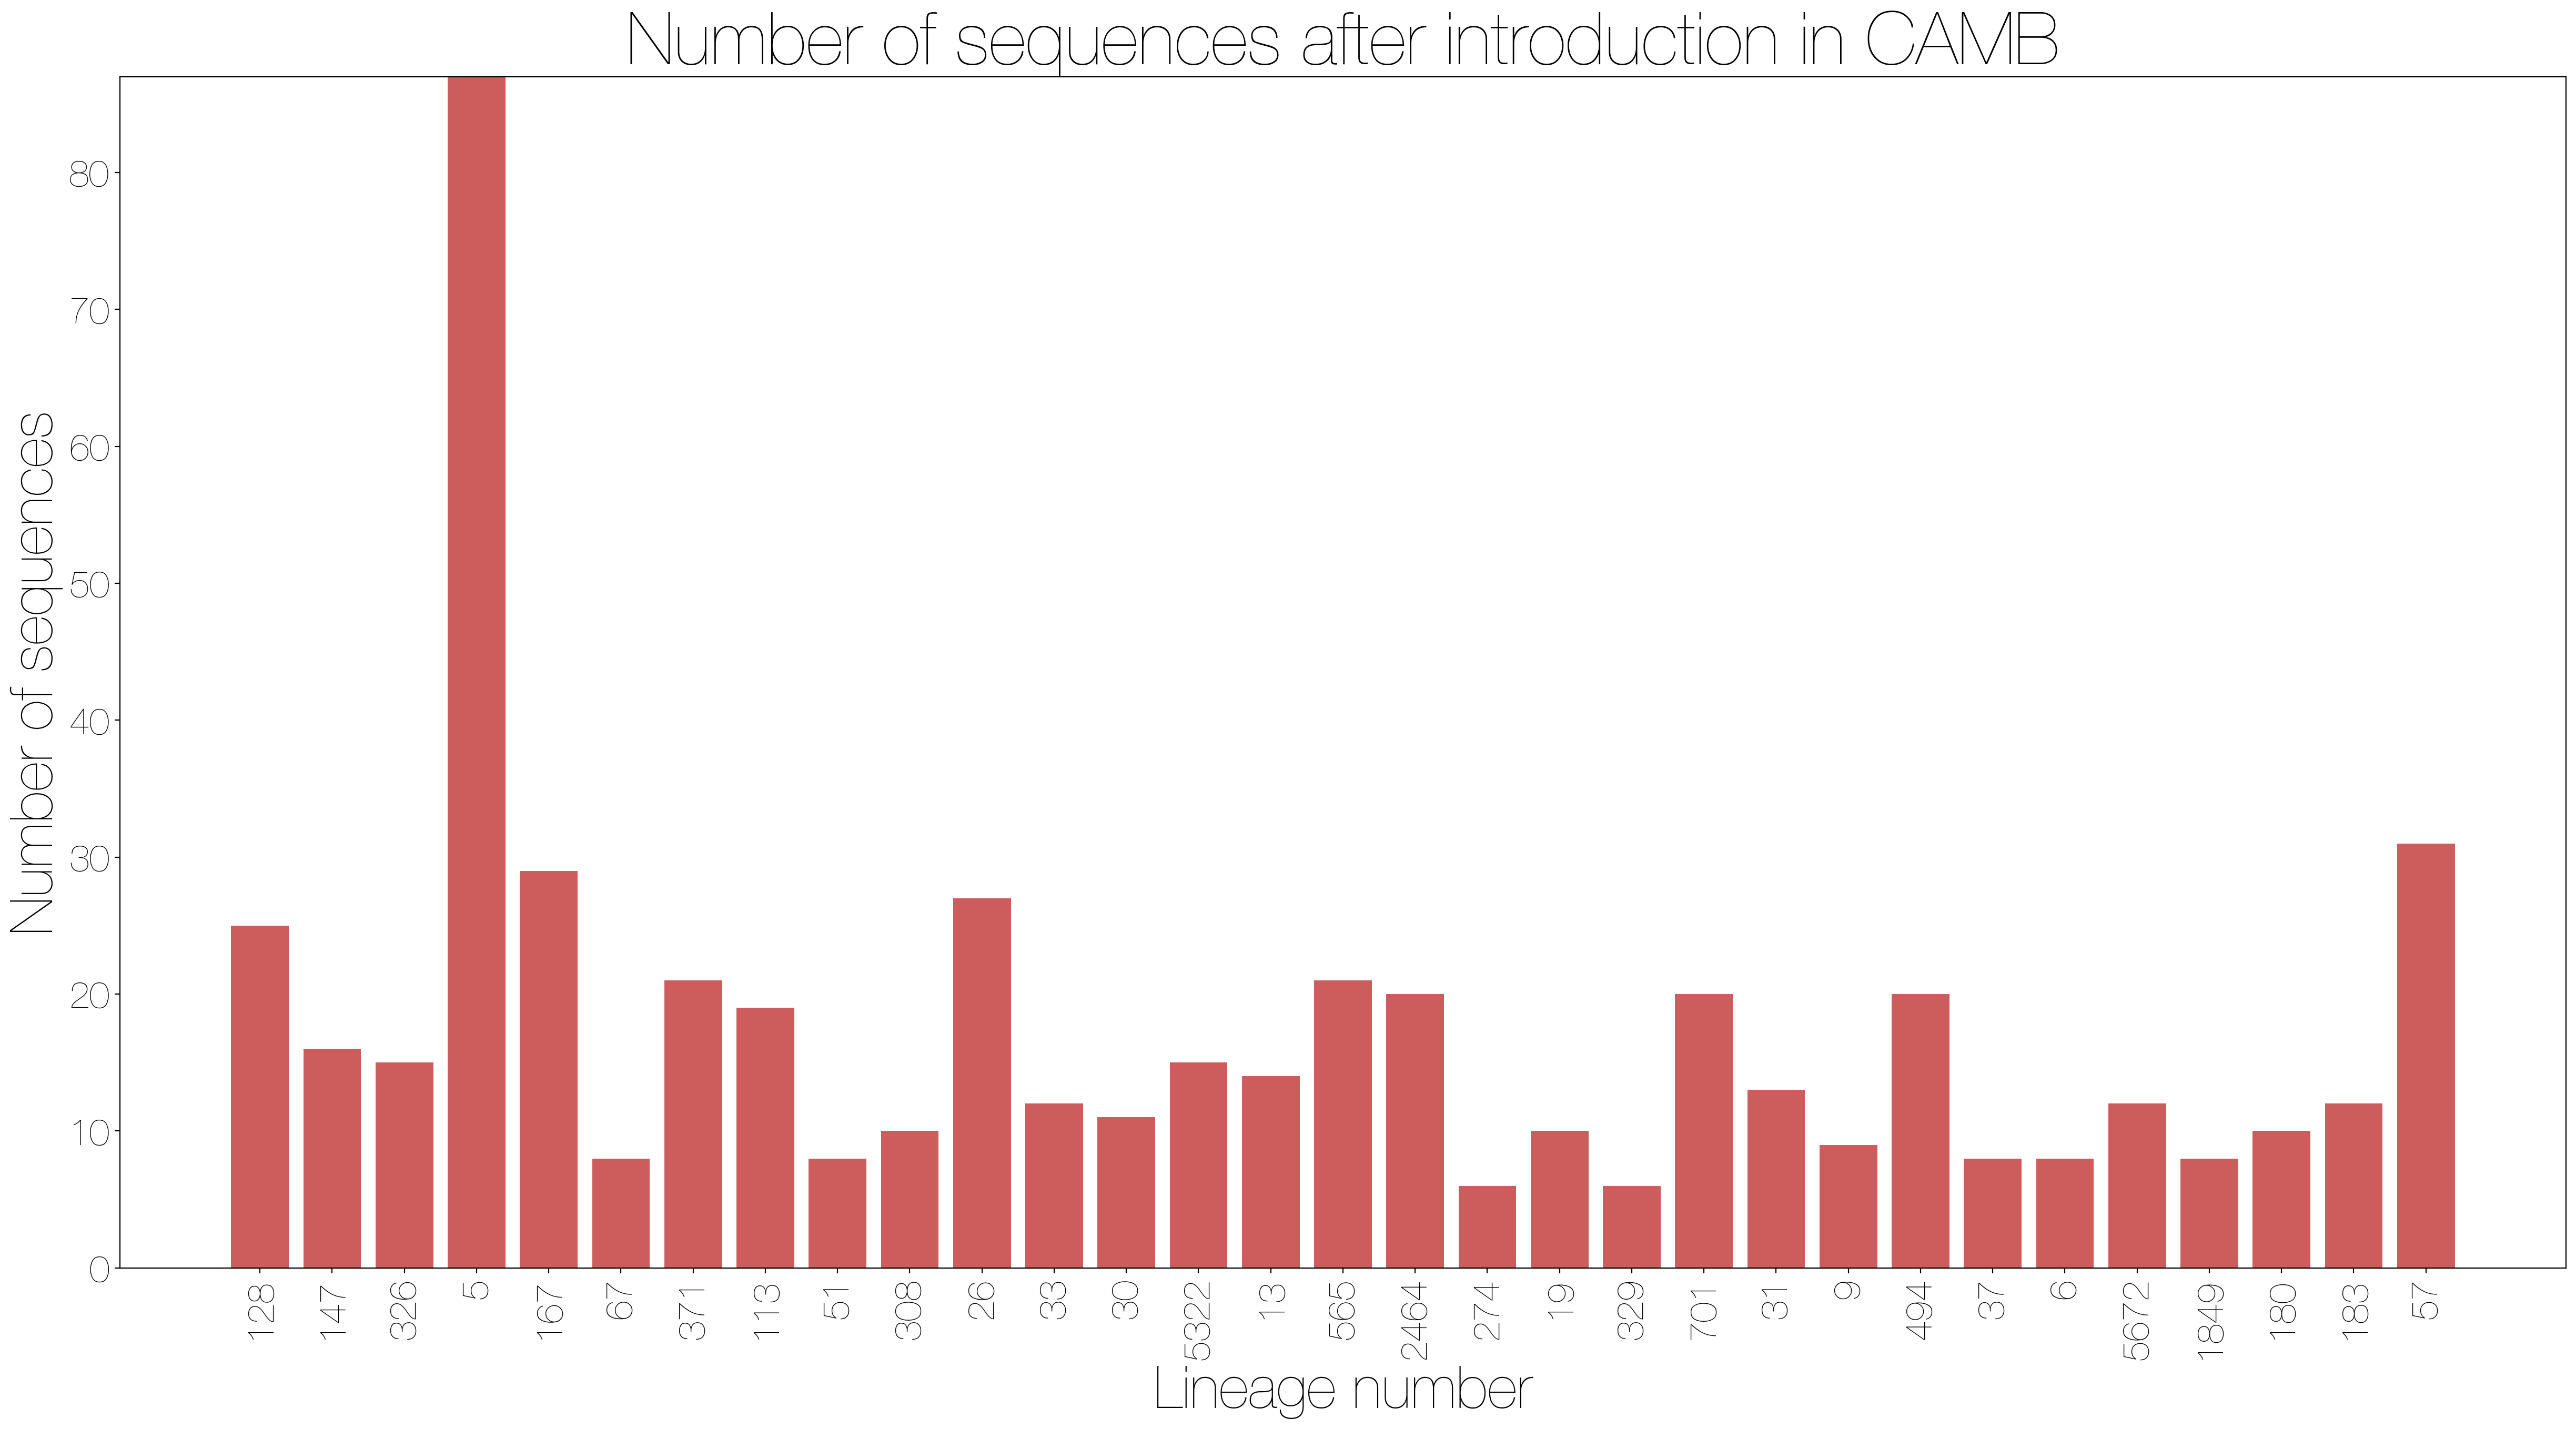 Number of sequences after introduction in CAMB
Number of sequences
80
70
60
50
40
30
20
10
0
128 147 326 5 167 67 371 113 51 308 26 33 30 5322 13 565 2464 274 19 329 701 31 9 494 37 6 5672 1849 180 183 57
Lineage number